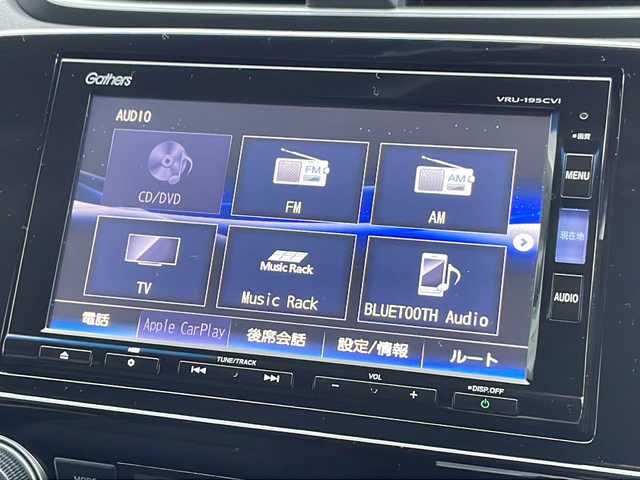 Gathers
VRU-195CVi
AUDIO
画質
CD/DVD
FM
FM
AM
AM
MENU
現在地
TV
Music Rack
Music Rack
BLUETOOTH Audio
AUDIO
電話
Apple CarPlay
後席会話
設定/情報
ルート
TUNE/TRACK
VOL
DISP.OFF